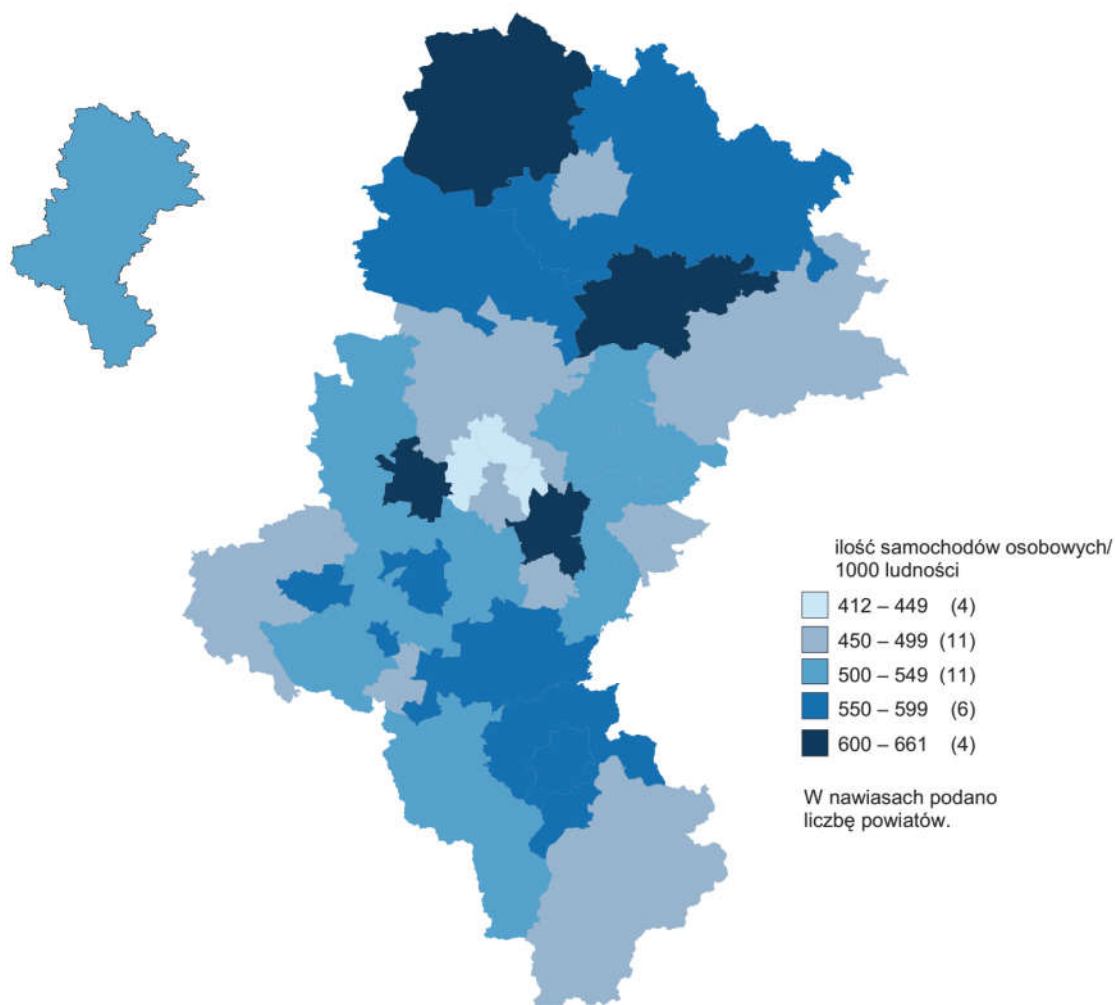 ilość samochodów osobowych/
1000 ludności
412 – 449 (4)
450 – 499 (11)
500 – 549 (11)
550 – 599 (6)
600 – 661 (4)
W nawiasach podano
liczbę powiatów.